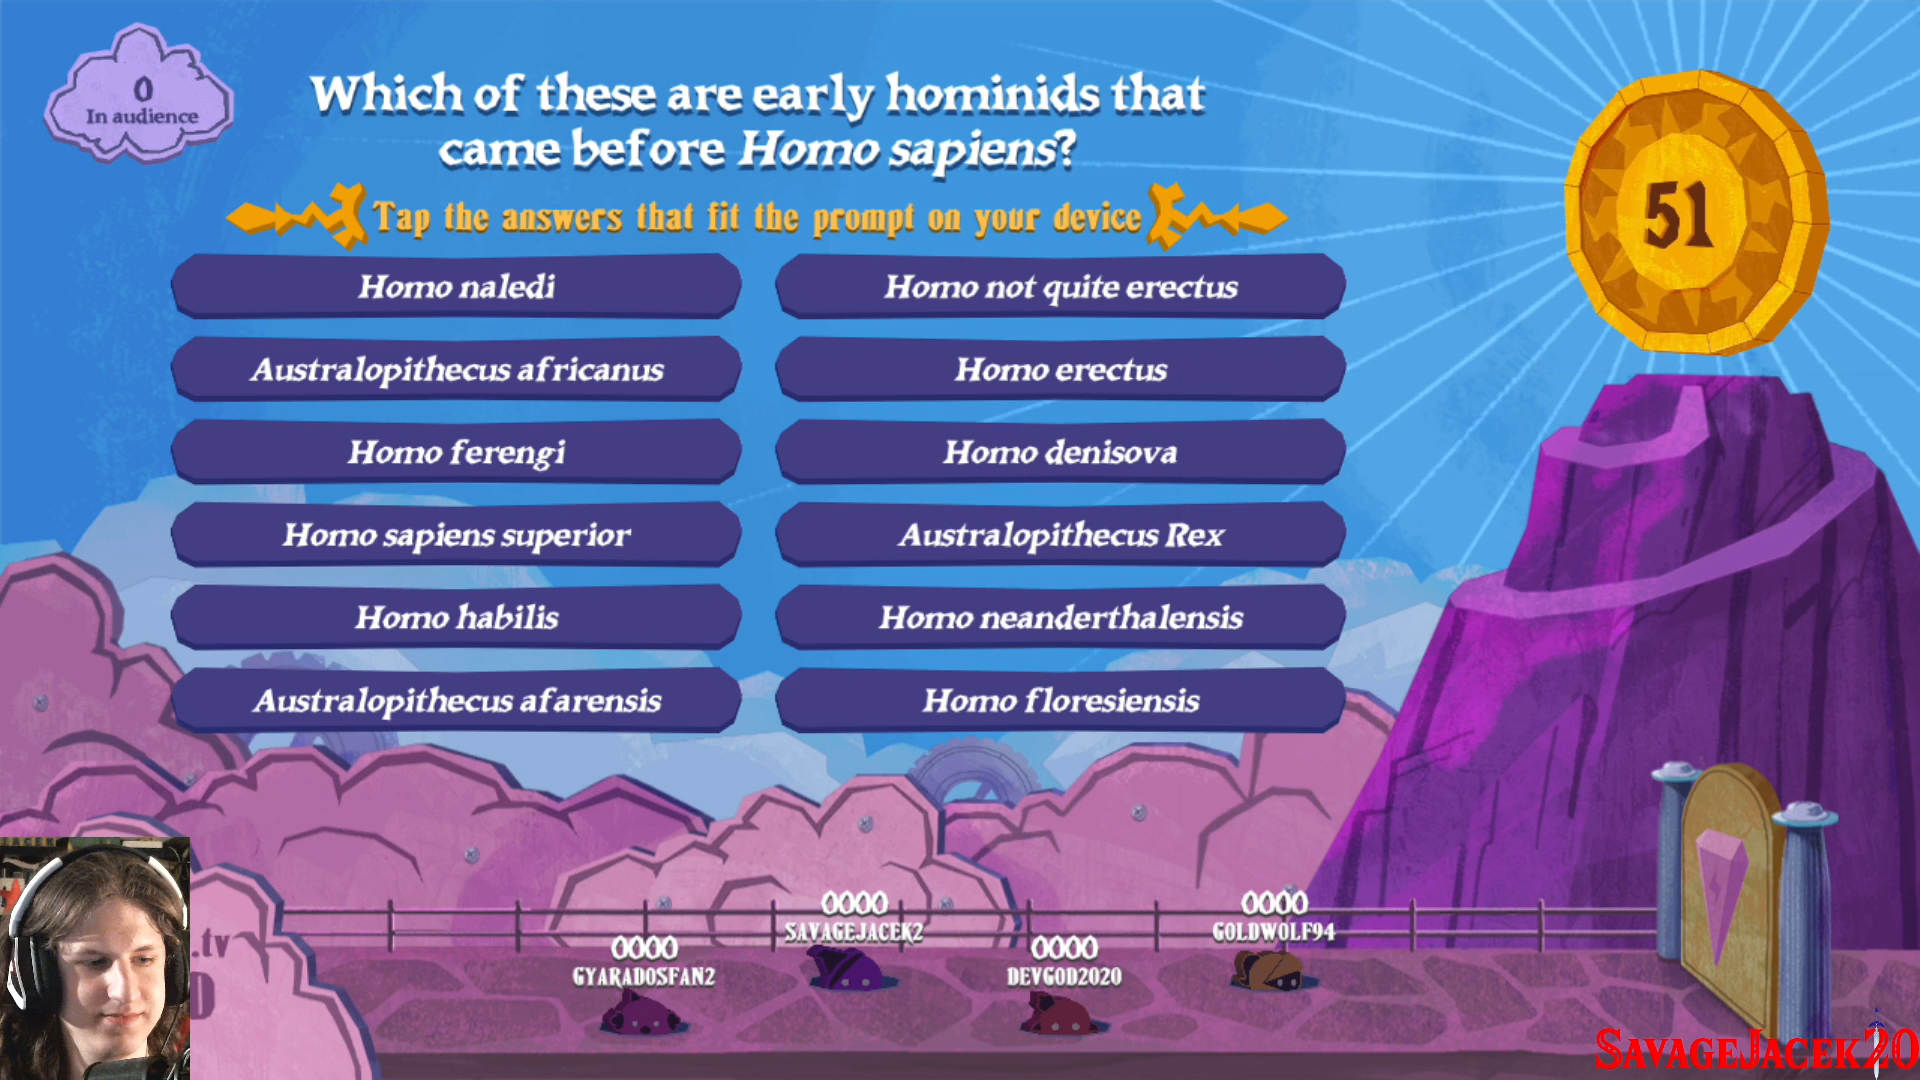 0
In audience
Which of these are early hominids that
came before Homo sapiens?
Tap the answers that fit the prompt on your device
51
Homo naledi
Homo not quite erectus
Australopithecus africanus
Homo erectus
Homo ferengi
Homo denisova
Homo sapiens superior
Australopithecus Rex
Homo habilis
Homo neanderthalensis
Australopithecus afarensis
Homo floresiensis
0000
SAVAGEJACEK2
0000
GOLDWOLF94
0000
GYARADOSFAN2
0000
DEVGOD2020
.tv
SAVAGEJACEK20